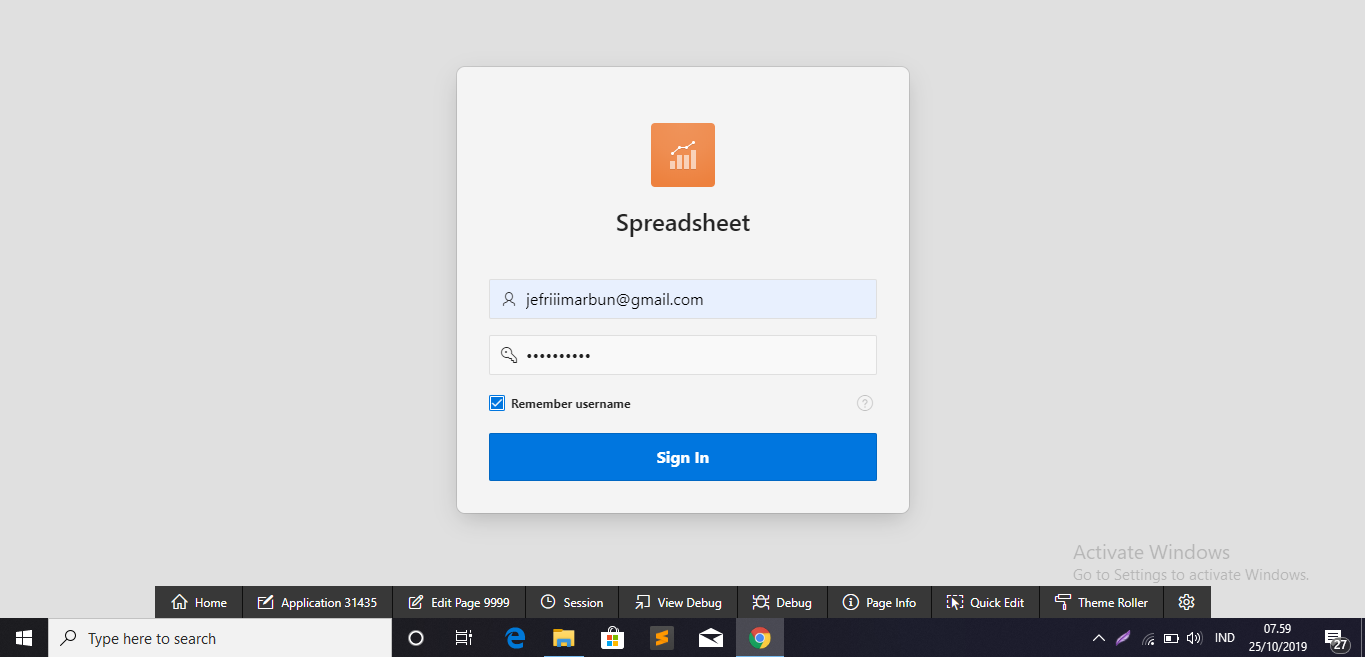 Spreadsheet
jefriiimarbun@gmail.com
••••••••••
Remember username
?
Sign In
Activate Windows
Go to Settings to activate Windows.
Home Application 31435 Edit Page 9999 Session View Debug Debug Page Info Quick Edit Theme Roller
Type here to search
IND
07.59
25/10/2019
27